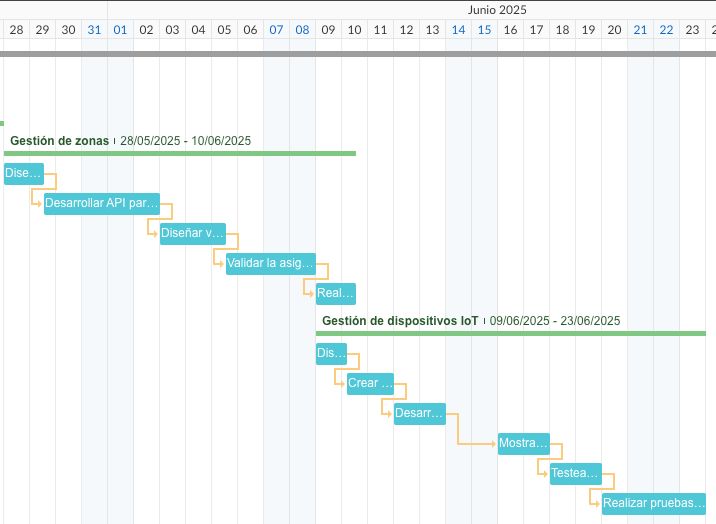 Junio 2025
28 29 30 31 01 02 03 04 05 06 07 08 09 10 11 12 13 14 15 16 17 18 19 20 21 22 23 2
Gestión de zonas 28/05/2025 - 10/06/2025
Dise...
Desarrollar API par...
Diseñar v...
Validar la asig...
Real...
Gestión de dispositivos IoT 09/06/2025 - 23/06/2025
Dis...
Crear ...
Desarr...
Mostra...
Testea...
Realizar pruebas...